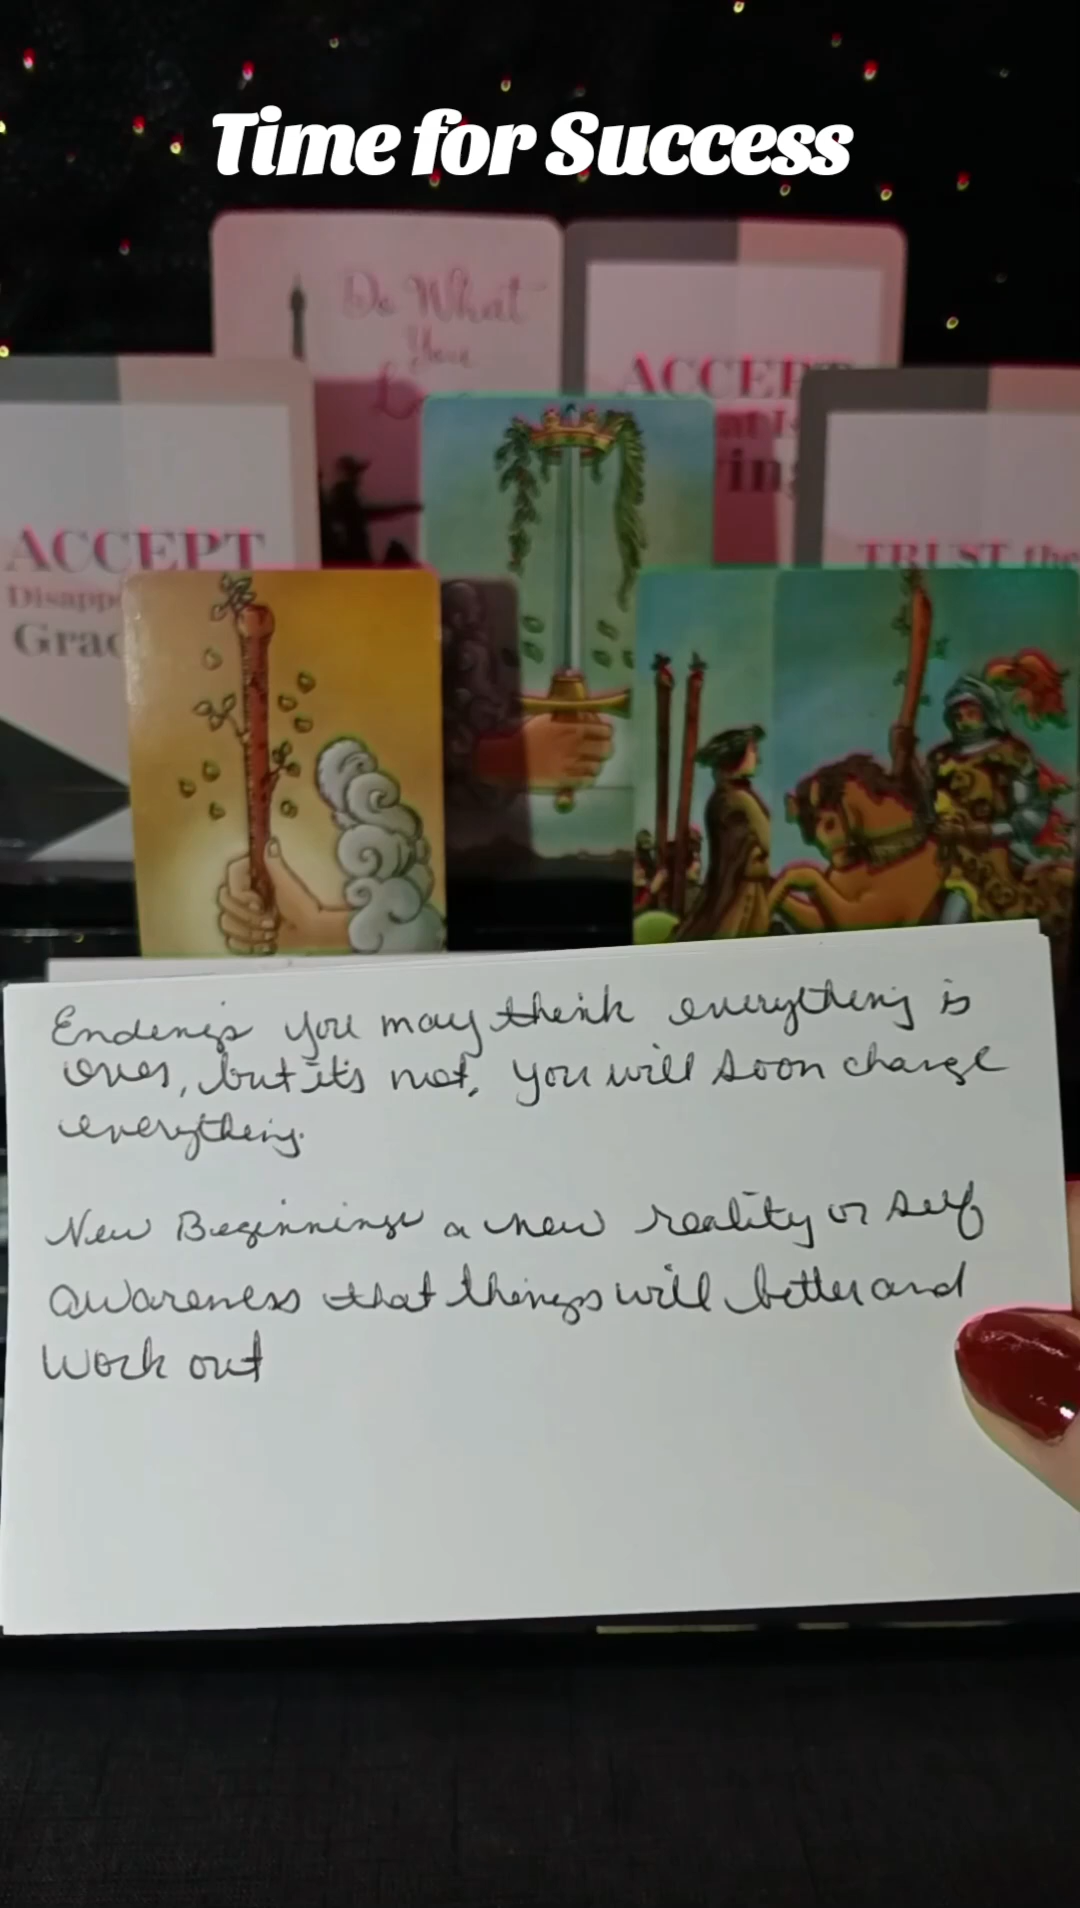 Time for Success
Do What
You
ACCEPT
ACCEPT
TRUST the
Endings you may think everything is
over, but it's not, you will soon change
everything.
New Beginnings a new reality or self
awareness that things will better and
work out